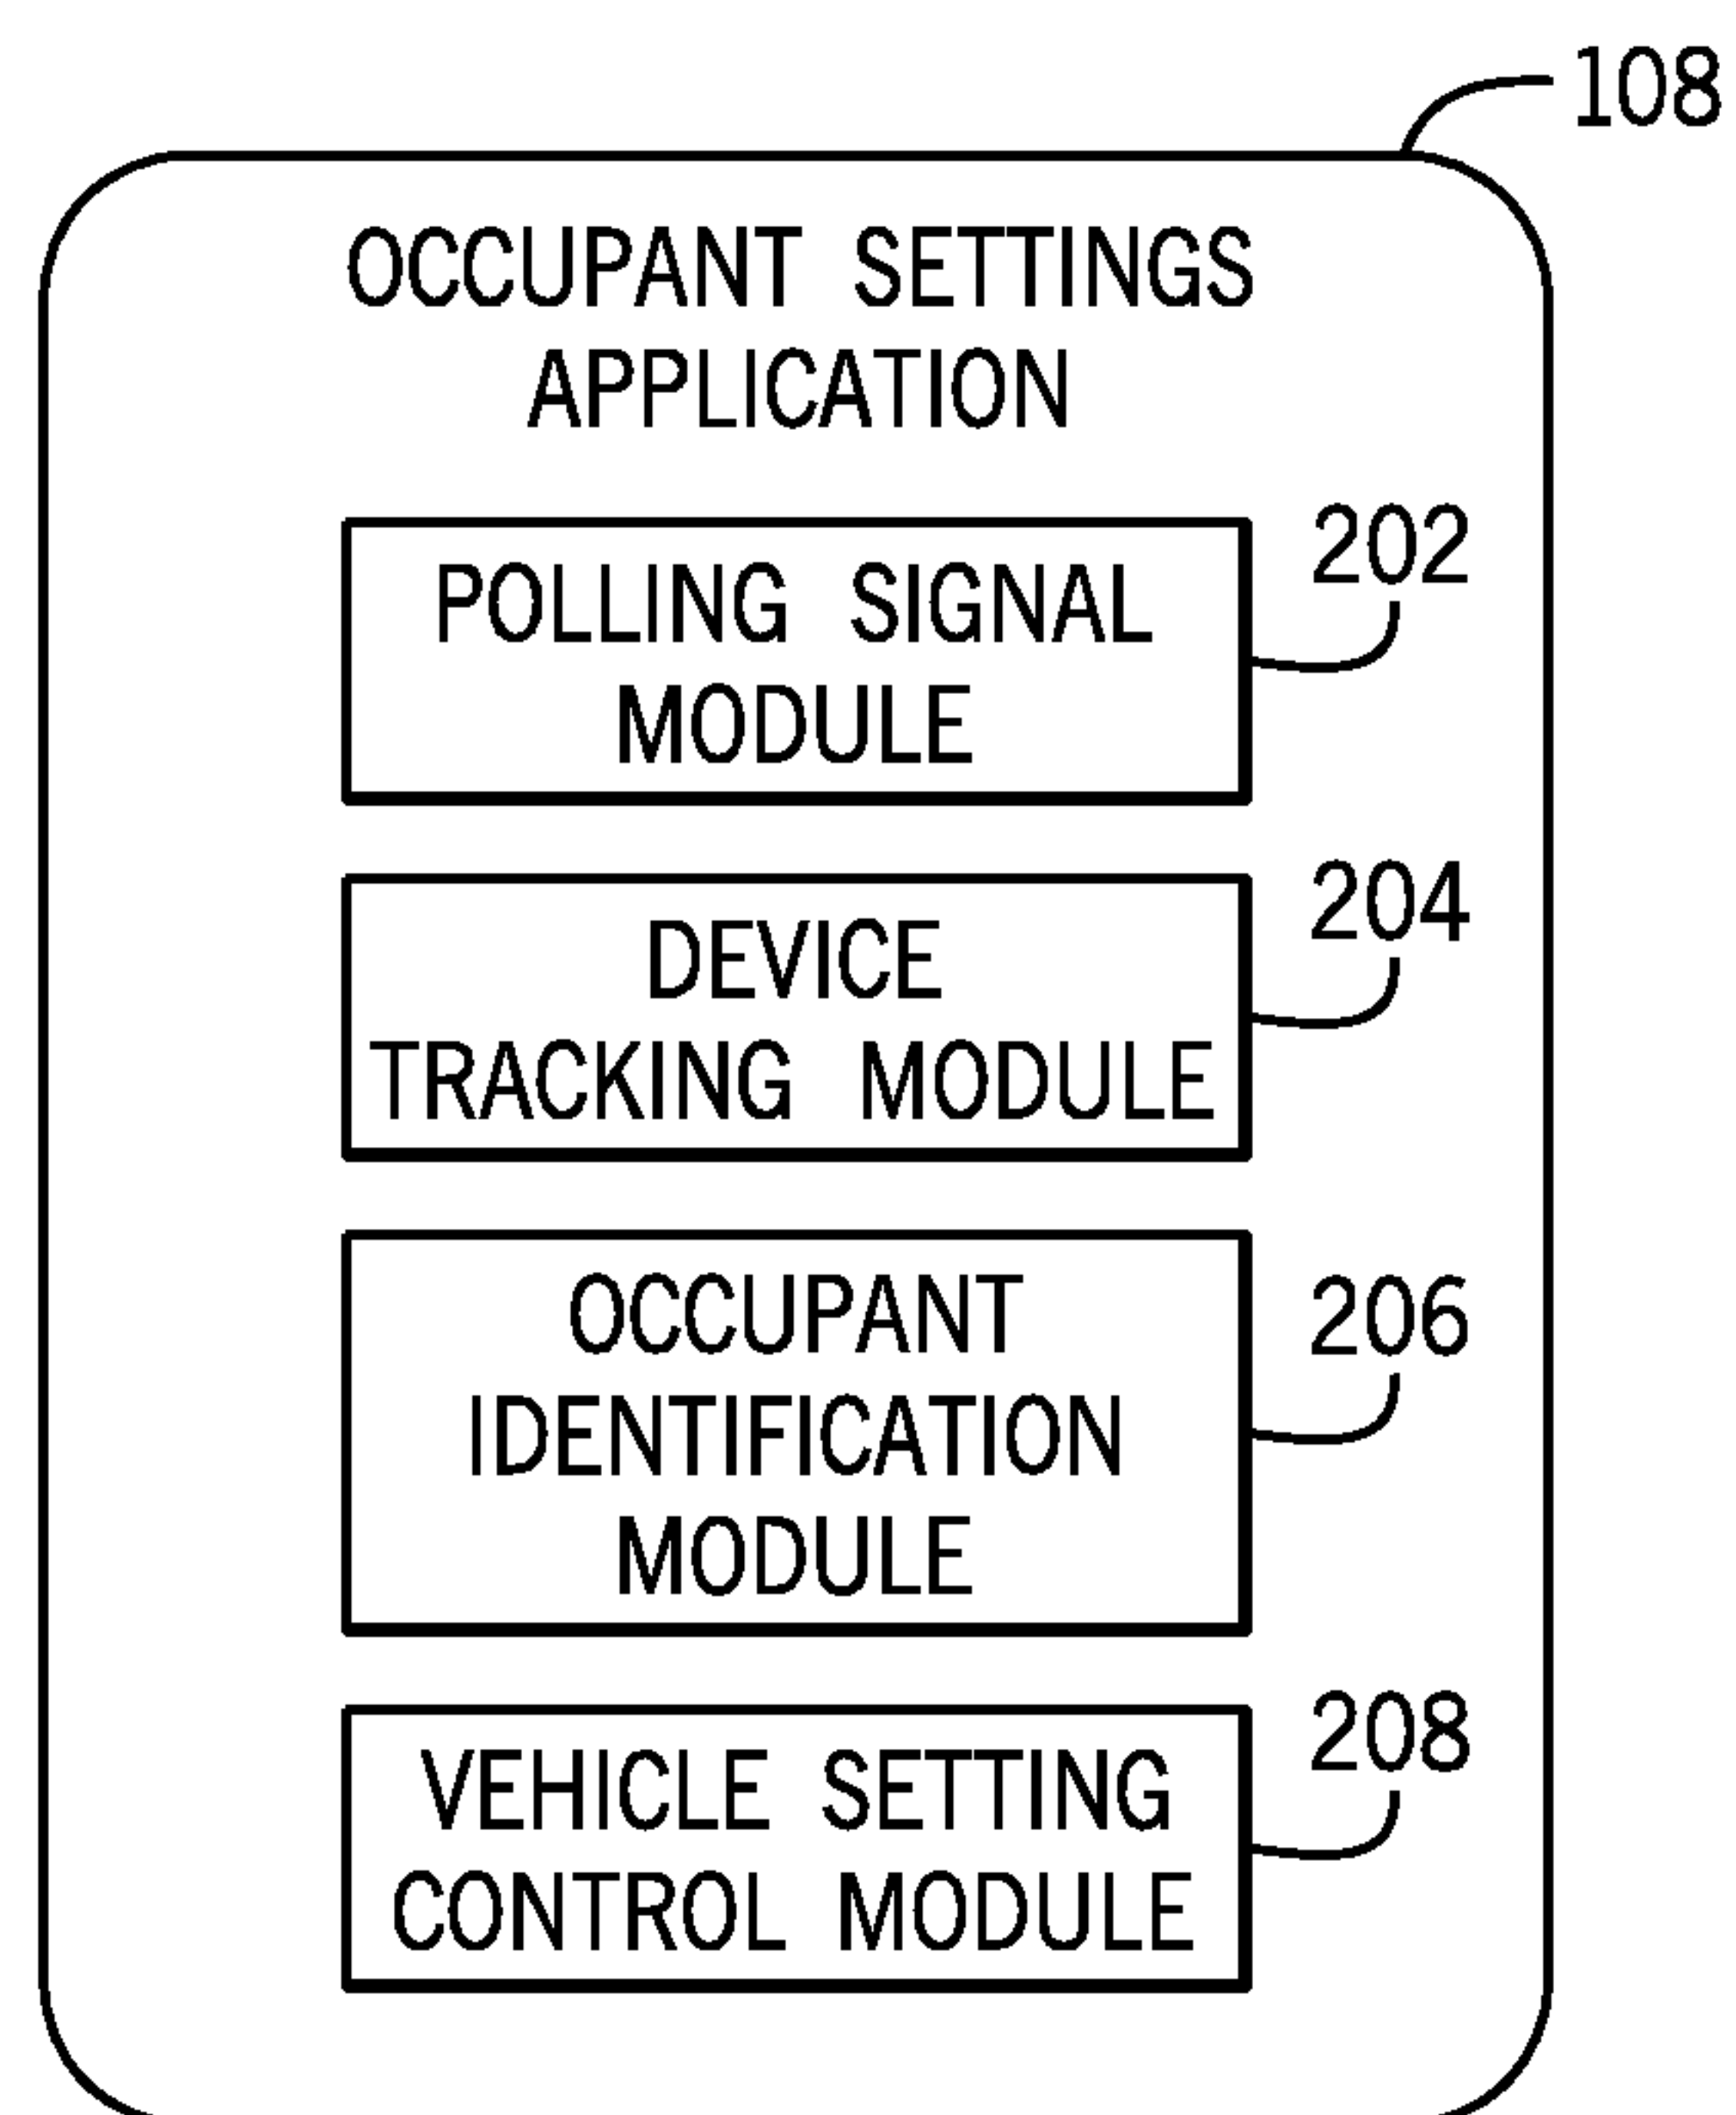 108
OCCUPANT SETTINGS
APPLICATION
202
POLLING SIGNAL
MODULE
204
DEVICE
TRACKING MODULE
206
OCCUPANT
IDENTIFICATION
MODULE
208
VEHICLE SETTING
CONTROL MODULE